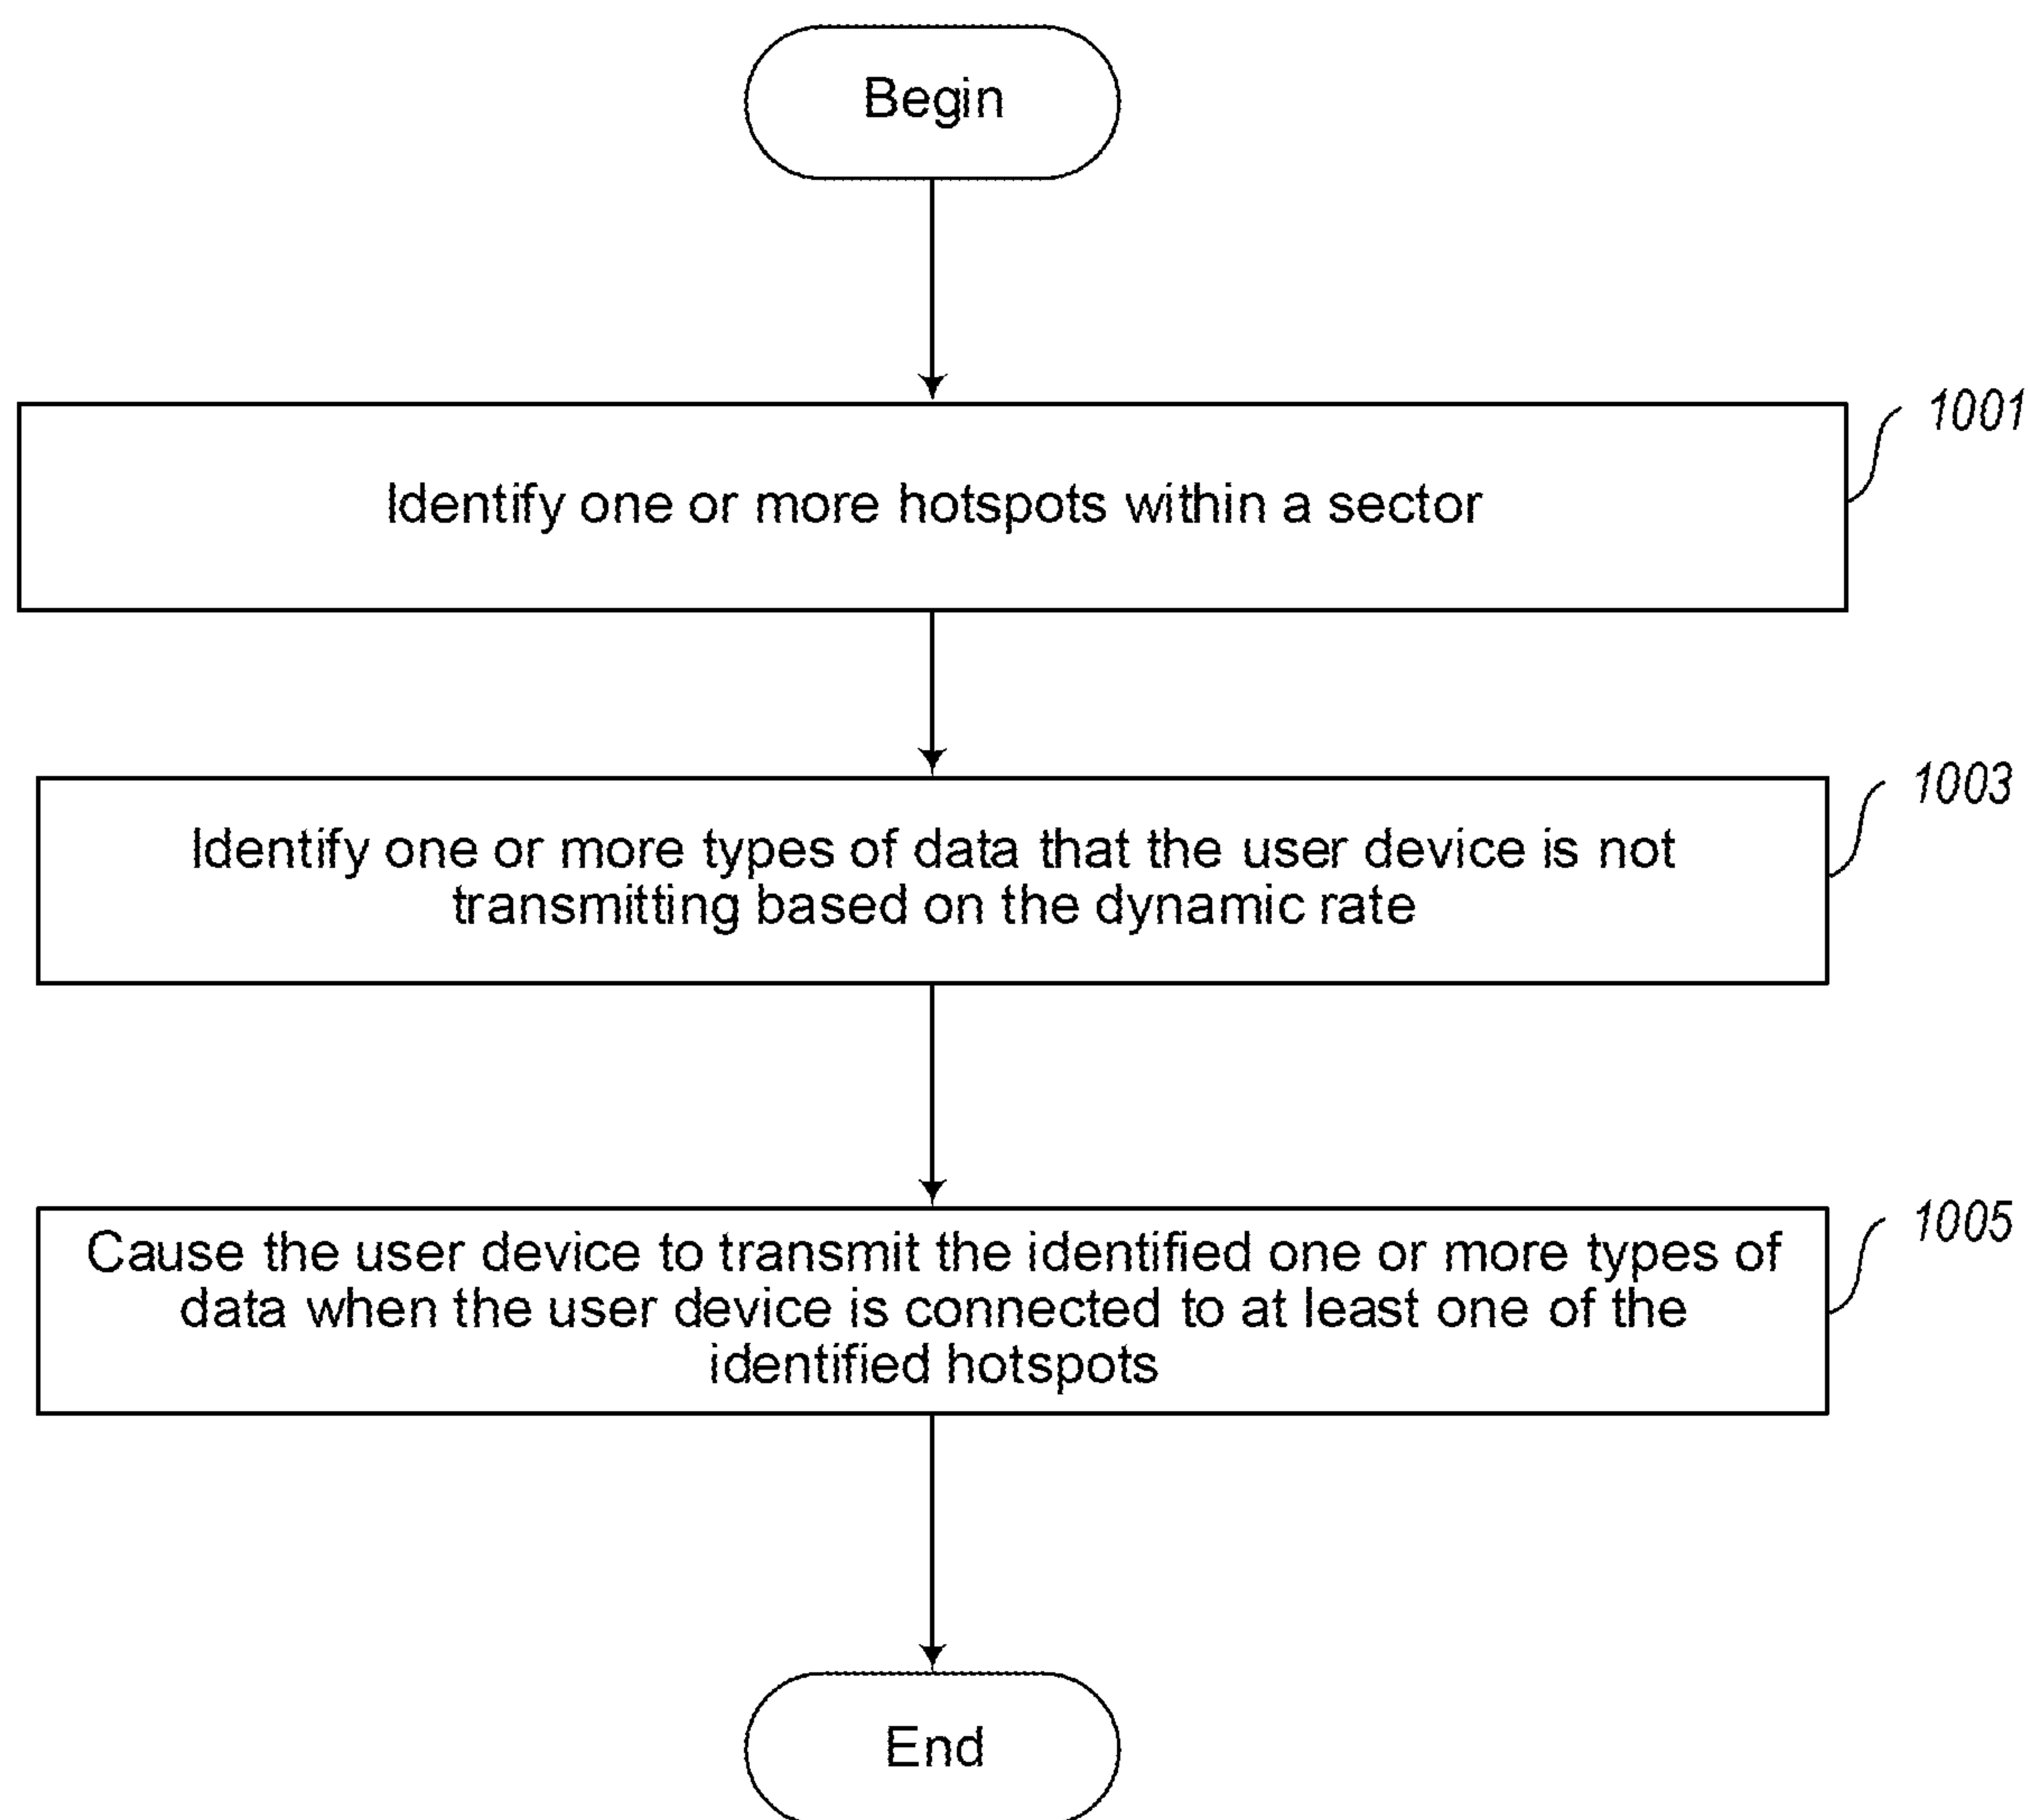 Begin
1001
Identify one or more hotspots within a sector
1003
Identify one or more types of data that the user device is not
transmitting based on the dynamic rate
1005
Cause the user device to transmit the identified one or more types of
data when the user device is connected to at least one of the
identified hotspots
End